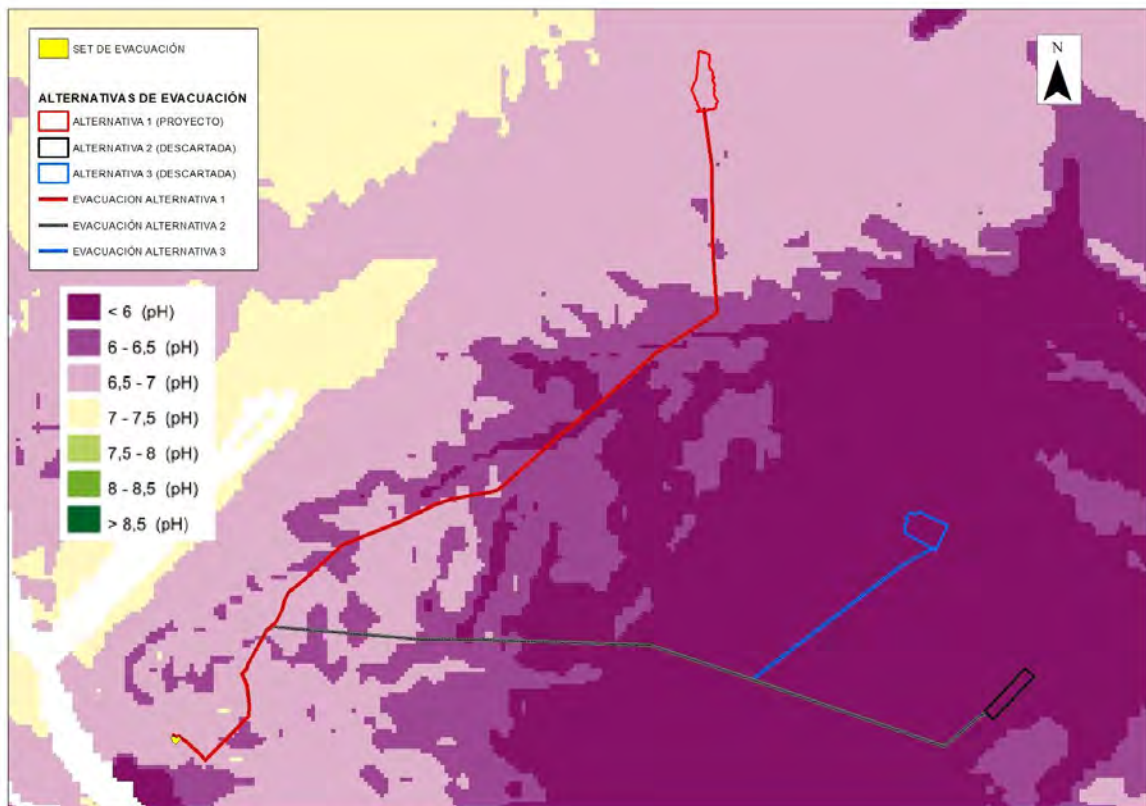 SET DE EVACUACIÓN
ALTERNATIVAS DE EVACUACIÓN
ALTERNATIVA 1 (PROYECTO)
ALTERNATIVA 2 (DESCARTADA)
ALTERNATIVA 3 (DESCARTADA)
EVACUACION ALTERNATIVA 1
EVACUACIÓN ALTERNATIVA 2
EVACUACIÓN ALTERNATIVA 3
N
< 6 (pH)
6 - 6,5 (pH)
6,5 - 7 (pH)
7 - 7,5 (pH)
7,5 - 8 (pH)
8 - 8,5 (pH)
> 8,5 (pH)